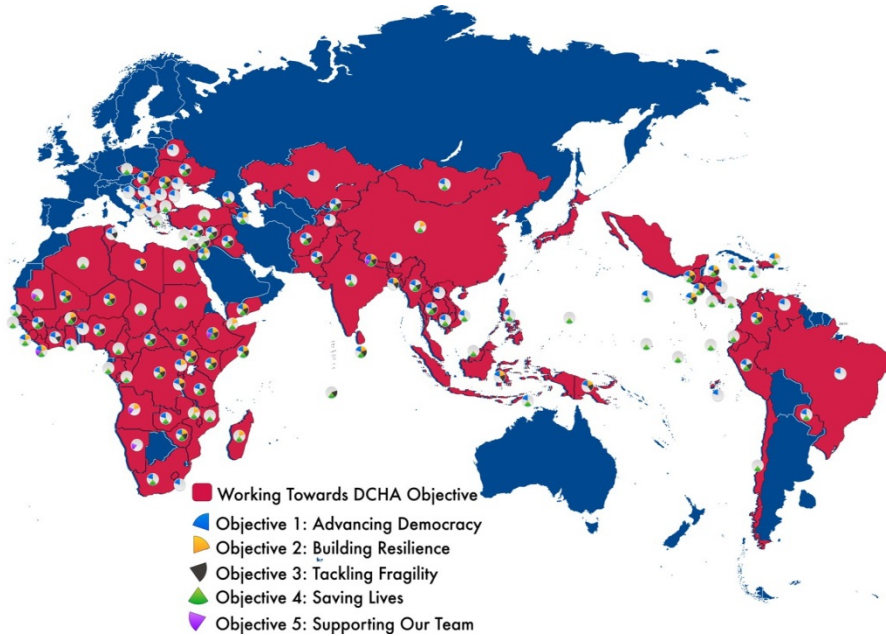 Working Towards DCHA Objective
Objective 1: Advancing Democracy
Objective 2: Building Resilience
Objective 3: Tackling Fragility
Objective 4: Saving Lives
Objective 5: Supporting Our Team